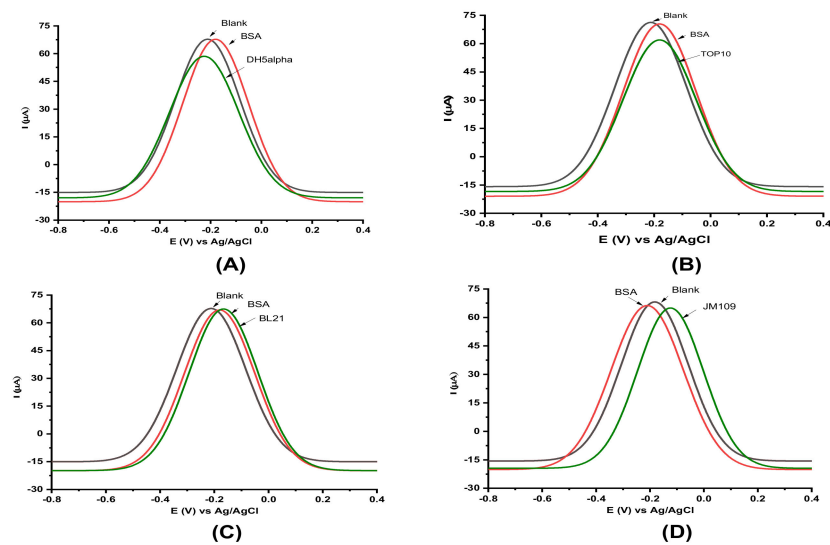 75
60
45
30
15
0
-15
-30
I (µA)
Blank
BSA
DH5alpha
-0.8
-0.6
-0.4
-0.2
0.0
0.2
0.4
E (V) vs Ag/AgCl
(A)
75
60
45
30
15
0
-15
-30
I (µA)
Blank
BSA
TOP10
-0.8
-0.6
-0.4
-0.2
0.0
0.2
0.4
E (V) vs Ag/AgCl
(B)
75
60
45
30
15
0
-15
-30
I (µA)
Blank
BSA
BL21
-0.8
-0.6
-0.4
-0.2
0.0
0.2
0.4
E (V) vs Ag/AgCl
(C)
75
60
45
30
15
0
-15
-30
I (µA)
BSA
Blank
JM109
-0.8
-0.6
-0.4
-0.2
0.0
0.2
0.4
E (V) vs Ag/AgCl
(D)